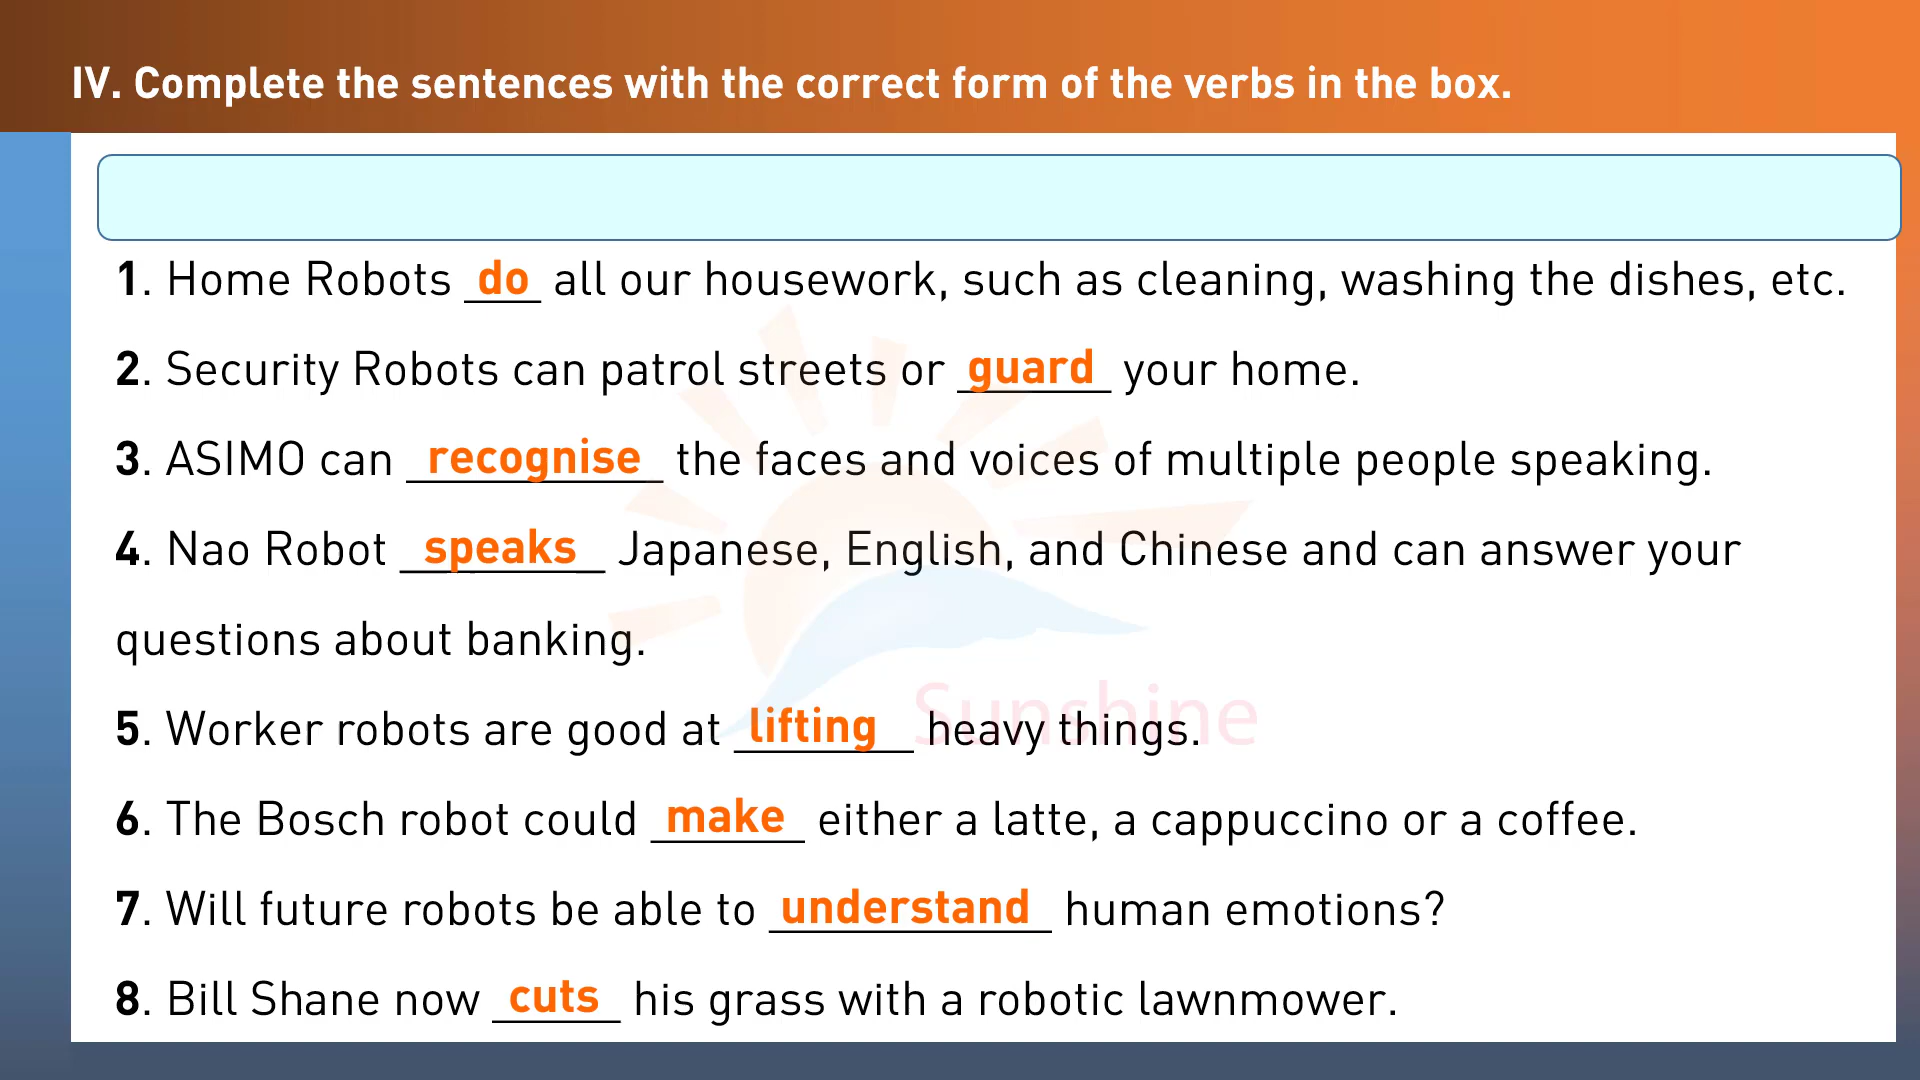 IV. Complete the sentences with the correct form of the verbs in the box.
1. Home Robots do all our housework, such as cleaning, washing the dishes, etc.
2. Security Robots can patrol streets or guard your home.
3. ASIMO can recognise the faces and voices of multiple people speaking.
4. Nao Robot speaks Japanese, English, and Chinese and can answer your
questions about banking.
Sunshine
5. Worker robots are good at lifting heavy things.
6. The Bosch robot could make either a latte, a cappuccino or a coffee.
7. Will future robots be able to understand human emotions?
8. Bill Shane now cuts his grass with a robotic lawnmower.